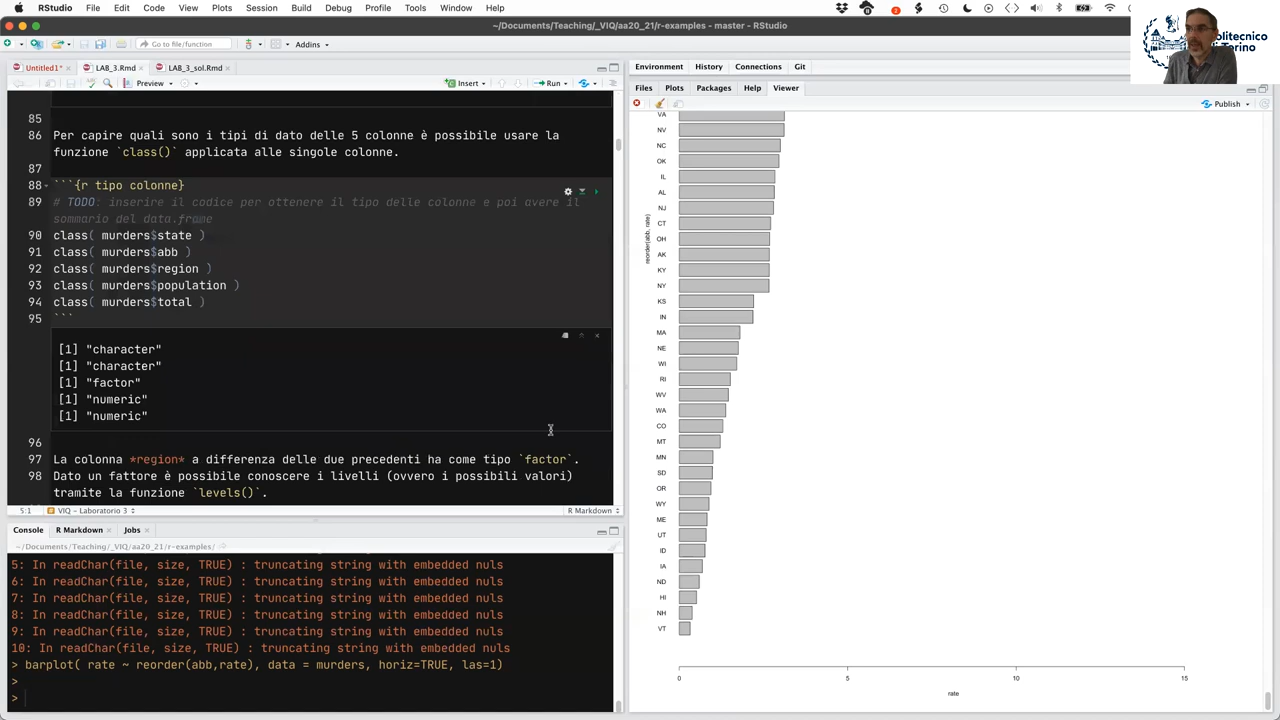 RStudio File Edit Code View Plots Session Build Debug Profile Tools Window Help
~/Documents/Teaching/_VIQ/aa20_21/r-examples - master - RStudio
Go to file/function Addins
Politecnico
di Torino
Untitled1* LAB_3.Rmd LAB_3_sol.Rmd
Preview Insert Run
85
86 Per capire quali sono i tipi di dato delle 5 colonne è possibile usare la
funzione `class()` applicata alle singole colonne.
87
88 ```{r tipo colonne}
89 # TODO: inserire il codice per ottenere il tipo delle colonne e poi avere il
sommario del data.frame
90 class( murders$state )
91 class( murders$abb )
92 class( murders$region )
93 class( murders$population )
94 class( murders$total )
95 ```
[1] "character"
[1] "character"
[1] "factor"
[1] "numeric"
[1] "numeric"
96
97 La colonna *region* a differenza delle due precedenti ha come tipo `factor`.
98 Dato un fattore è possibile conoscere i livelli (ovvero i possibili valori)
tramite la funzione `levels()`.
5:1 VIQ - Laboratorio 3 R Markdown
Console R Markdown Jobs
~/Documents/Teaching/_VIQ/aa20_21/r-examples/
5: In readChar(file, size, TRUE) : truncating string with embedded nuls
6: In readChar(file, size, TRUE) : truncating string with embedded nuls
7: In readChar(file, size, TRUE) : truncating string with embedded nuls
8: In readChar(file, size, TRUE) : truncating string with embedded nuls
9: In readChar(file, size, TRUE) : truncating string with embedded nuls
10: In readChar(file, size, TRUE) : truncating string with embedded nuls
> barplot( rate ~ reorder(abb,rate), data = murders, horiz=TRUE, las=1)
>
>
Environment History Connections Git
Files Plots Packages Help Viewer
Publish
VA
NV
NC
OK
IL
AL
NJ
CT
OH
AK
KY
NY
KS
IN
MA
NE
WI
RI
WV
WA
CO
MT
MN
SD
OR
WY
ME
UT
ID
IA
ND
HI
NH
VT
reorder(abb, rate)
0 5 10 15
rate